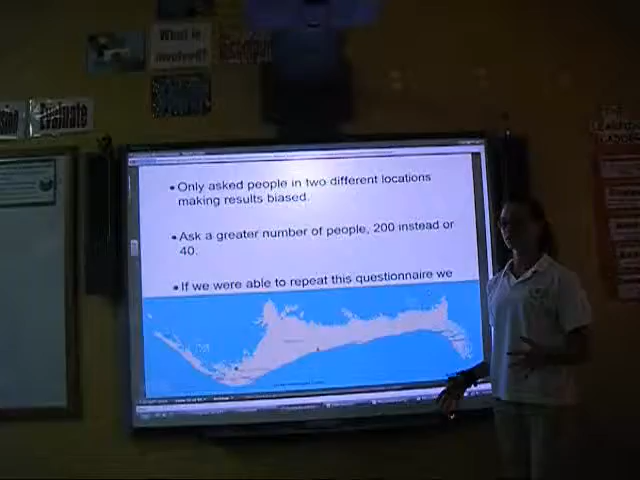 What is
involved?
Evaluate
• Only asked people in two different locations
making results biased.
• Ask a greater number of people, 200 instead or
40.
• If we were able to repeat this questionnaire we